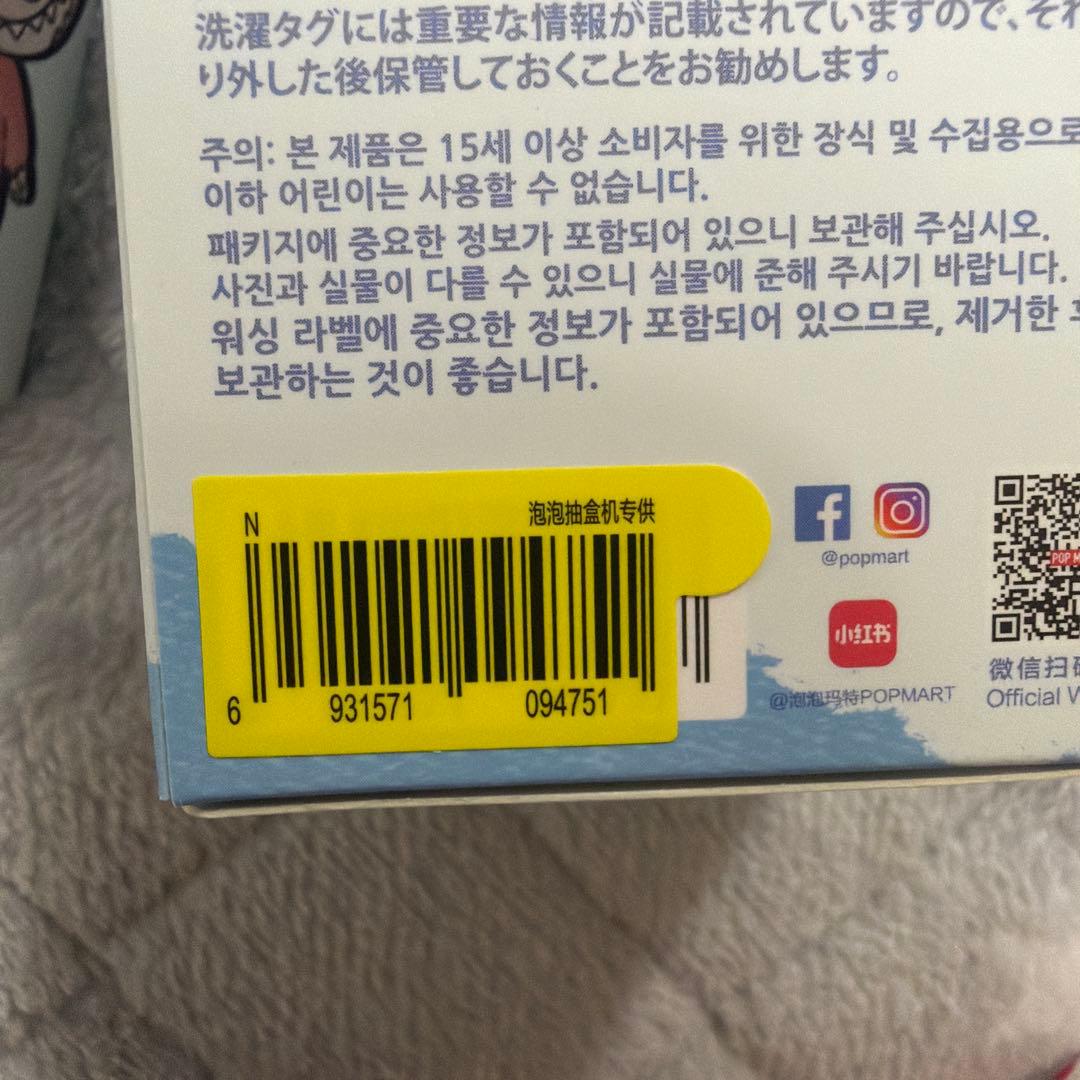 洗濯タグには重要な情報が記載されていますので、それ
り外した後保管しておくことをお勧めします。
주의: 본 제품은 15세 이상 소비자를 위한 장식 및 수집용으로
이하 어린이는 사용할 수 없습니다.
패키지에 중요한 정보가 포함되어 있으니 보관해 주십시오.
사진과 실물이 다를 수 있으니 실물에 준해 주시기 바랍니다.
워싱 라벨에 중요한 정보가 포함되어 있으므로, 제거한
보관하는 것이 좋습니다.
N
泡泡抽盒机专供
6 931571 094751
@popmart
POP M
小红书
@泡泡玛特POPMART
微信扫码
Official W